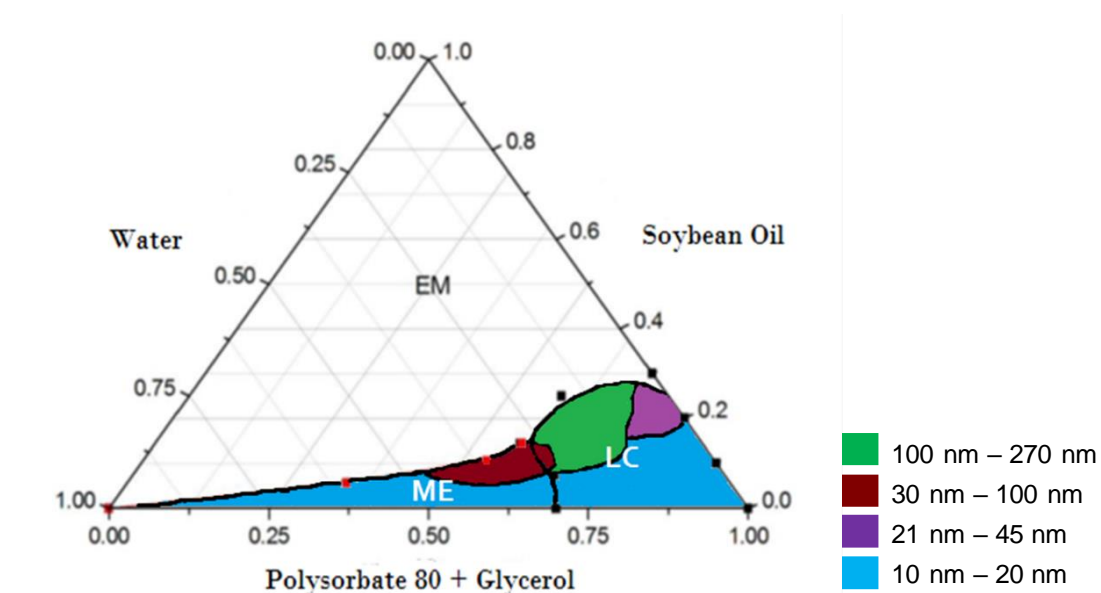 0.00 1.0
0.8
0.25
Water
0.6
Soybean Oil
0.50
EM
0.4
0.75
0.2
LC
ME
1.00
0.0
0.00 0.25 0.50 0.75 1.00
Polysorbate 80 + Glycerol
100 nm – 270 nm
30 nm – 100 nm
21 nm – 45 nm
10 nm – 20 nm